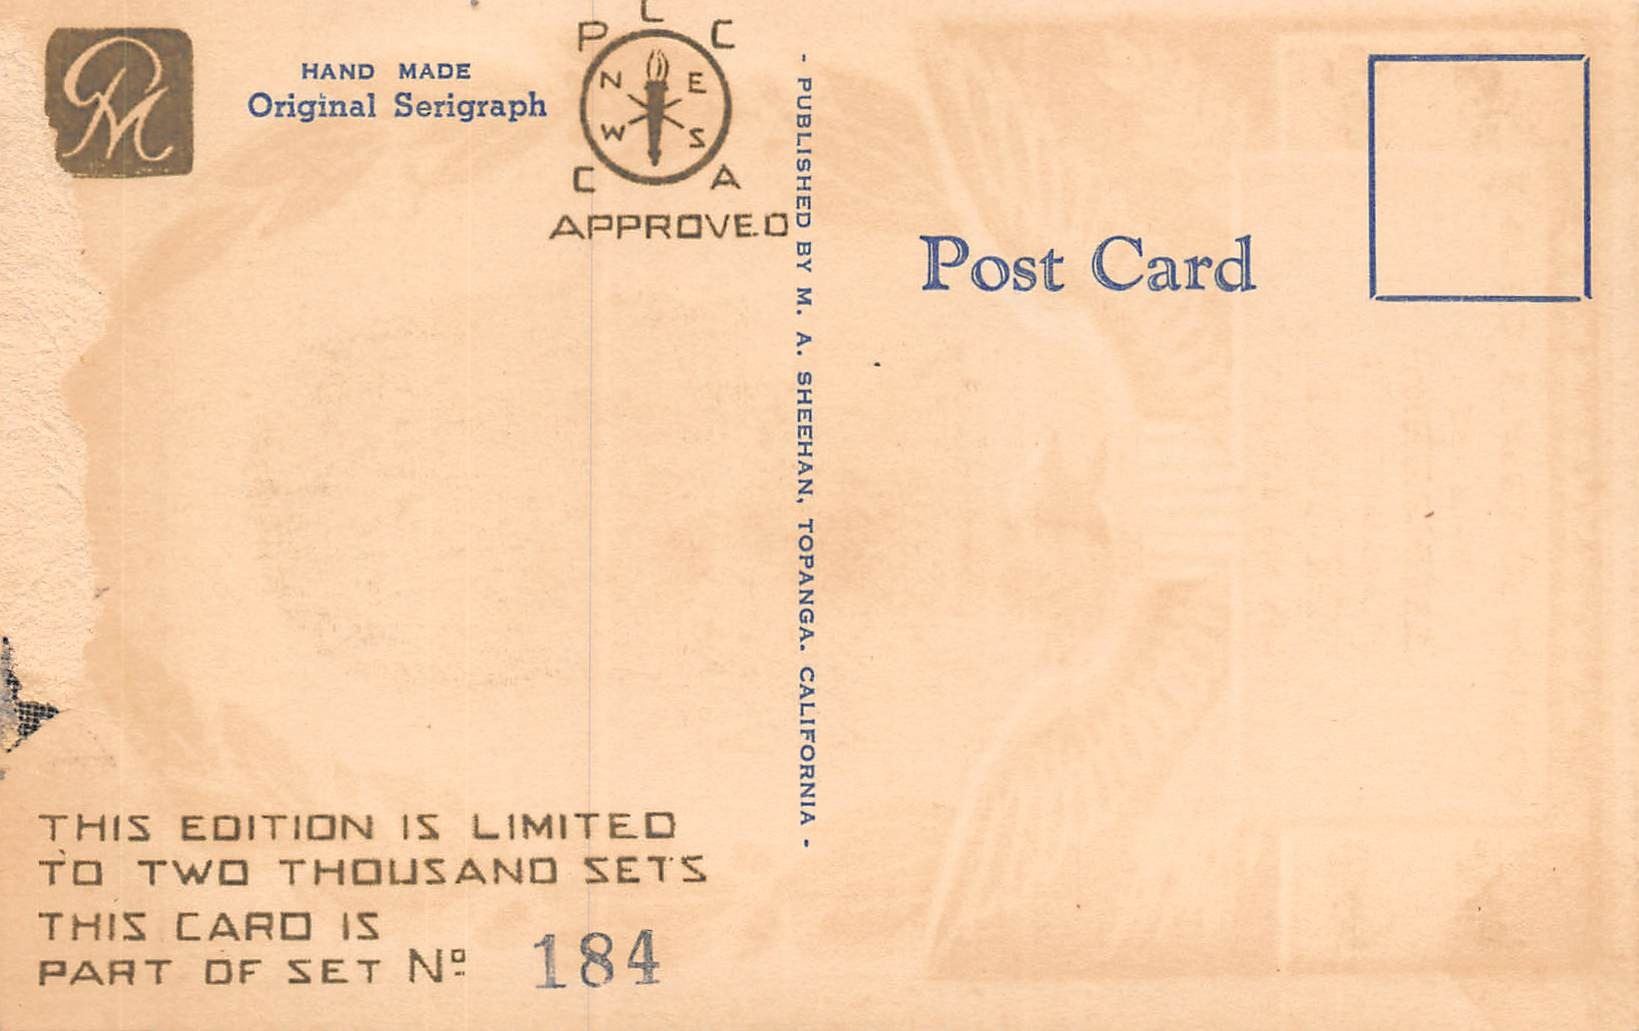 PM
HAND MADE
Original Serigraph
P L C
N E
W S
C A
APPROVED
- PUBLISHED BY M. A. SHEEHAN, TOPANGA. CALIFORNIA -
Post Card
THIS EDITION IS LIMITED
TO TWO THOUSAND SETS
THIS CARD IS
PART OF SET Nº 184